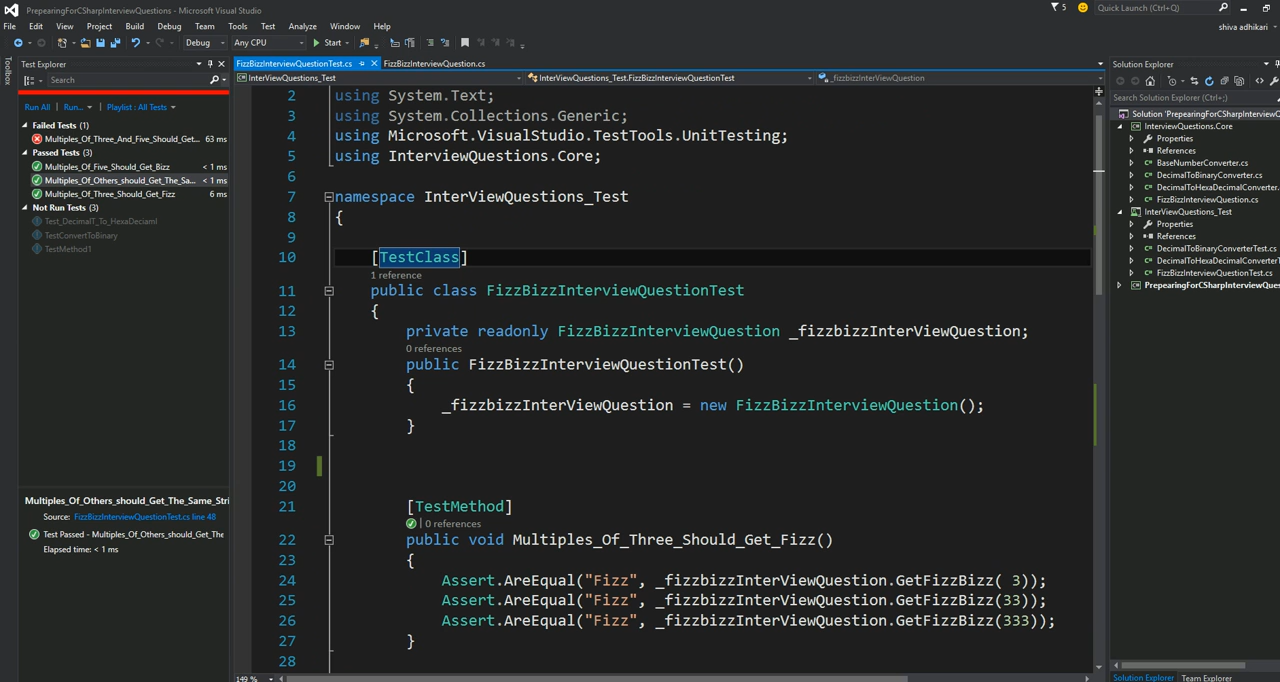 PrepearingForCSharpInterviewQuestions - Microsoft Visual Studio
5
Quick Launch (Ctrl+Q)
File Edit View Project Build Debug Team Tools Test Analyze Window Help
shiva adhikari
Debug Any CPU Start
Toolbox
Test Explorer
Search
Run All | Run... | Playlist : All Tests
Failed Tests (1)
Multiples_Of_Three_And_Five_Should_Get... 63 ms
Passed Tests (3)
Multiples_Of_Five_Should_Get_Bizz < 1 ms
Multiples_Of_Others_should_Get_The_Sa... < 1 ms
Multiples_Of_Three_Should_Get_Fizz 6 ms
Not Run Tests (3)
Test_DecimalT_To_HexaDeciaml
TestConvertToBinary
TestMethod1
Multiples_Of_Others_should_Get_The_Same_Stri
Source: FizzBizzInterviewQuestionTest.cs line 48
Test Passed - Multiples_Of_Others_should_Get_The
Elapsed time: < 1 ms
FizzBizzInterviewQuestionTest.cs FizzBizzInterviewQuestion.cs
InterViewQuestions_Test InterViewQuestions_Test.FizzBizzInterviewQuestionTest _fizzbizzInterViewQuestion
2 using System.Text;
3 using System.Collections.Generic;
4 using Microsoft.VisualStudio.TestTools.UnitTesting;
5 using InterviewQuestions.Core;
6
7 namespace InterViewQuestions_Test
8 {
9
10 [TestClass]
1 reference
11 public class FizzBizzInterviewQuestionTest
12 {
13 private readonly FizzBizzInterviewQuestion _fizzbizzInterViewQuestion;
0 references
14 public FizzBizzInterviewQuestionTest()
15 {
16 _fizzbizzInterViewQuestion = new FizzBizzInterviewQuestion();
17 }
18
19
20
21 [TestMethod]
| 0 references
22 public void Multiples_Of_Three_Should_Get_Fizz()
23 {
24 Assert.AreEqual("Fizz", _fizzbizzInterViewQuestion.GetFizzBizz( 3));
25 Assert.AreEqual("Fizz", _fizzbizzInterViewQuestion.GetFizzBizz(33));
26 Assert.AreEqual("Fizz", _fizzbizzInterViewQuestion.GetFizzBizz(333));
27 }
28
149 %
Solution Explorer
Search Solution Explorer (Ctrl+;)
Solution 'PrepearingForCSharpInterviewQ
InterviewQuestions.Core
Properties
References
BaseNumberConverter.cs
DecimalToBinaryConverter.cs
DecimalToHexaDecimalConverter.
FizzBizzInterviewQuestion.cs
InterViewQuestions_Test
Properties
References
DecimalToBinaryConverterTest.cs
DecimalToHexaDecimalConverterT
FizzBizzInterviewQuestionTest.cs
PrepearingForCSharpInterviewQues
Solution Explorer Team Explorer